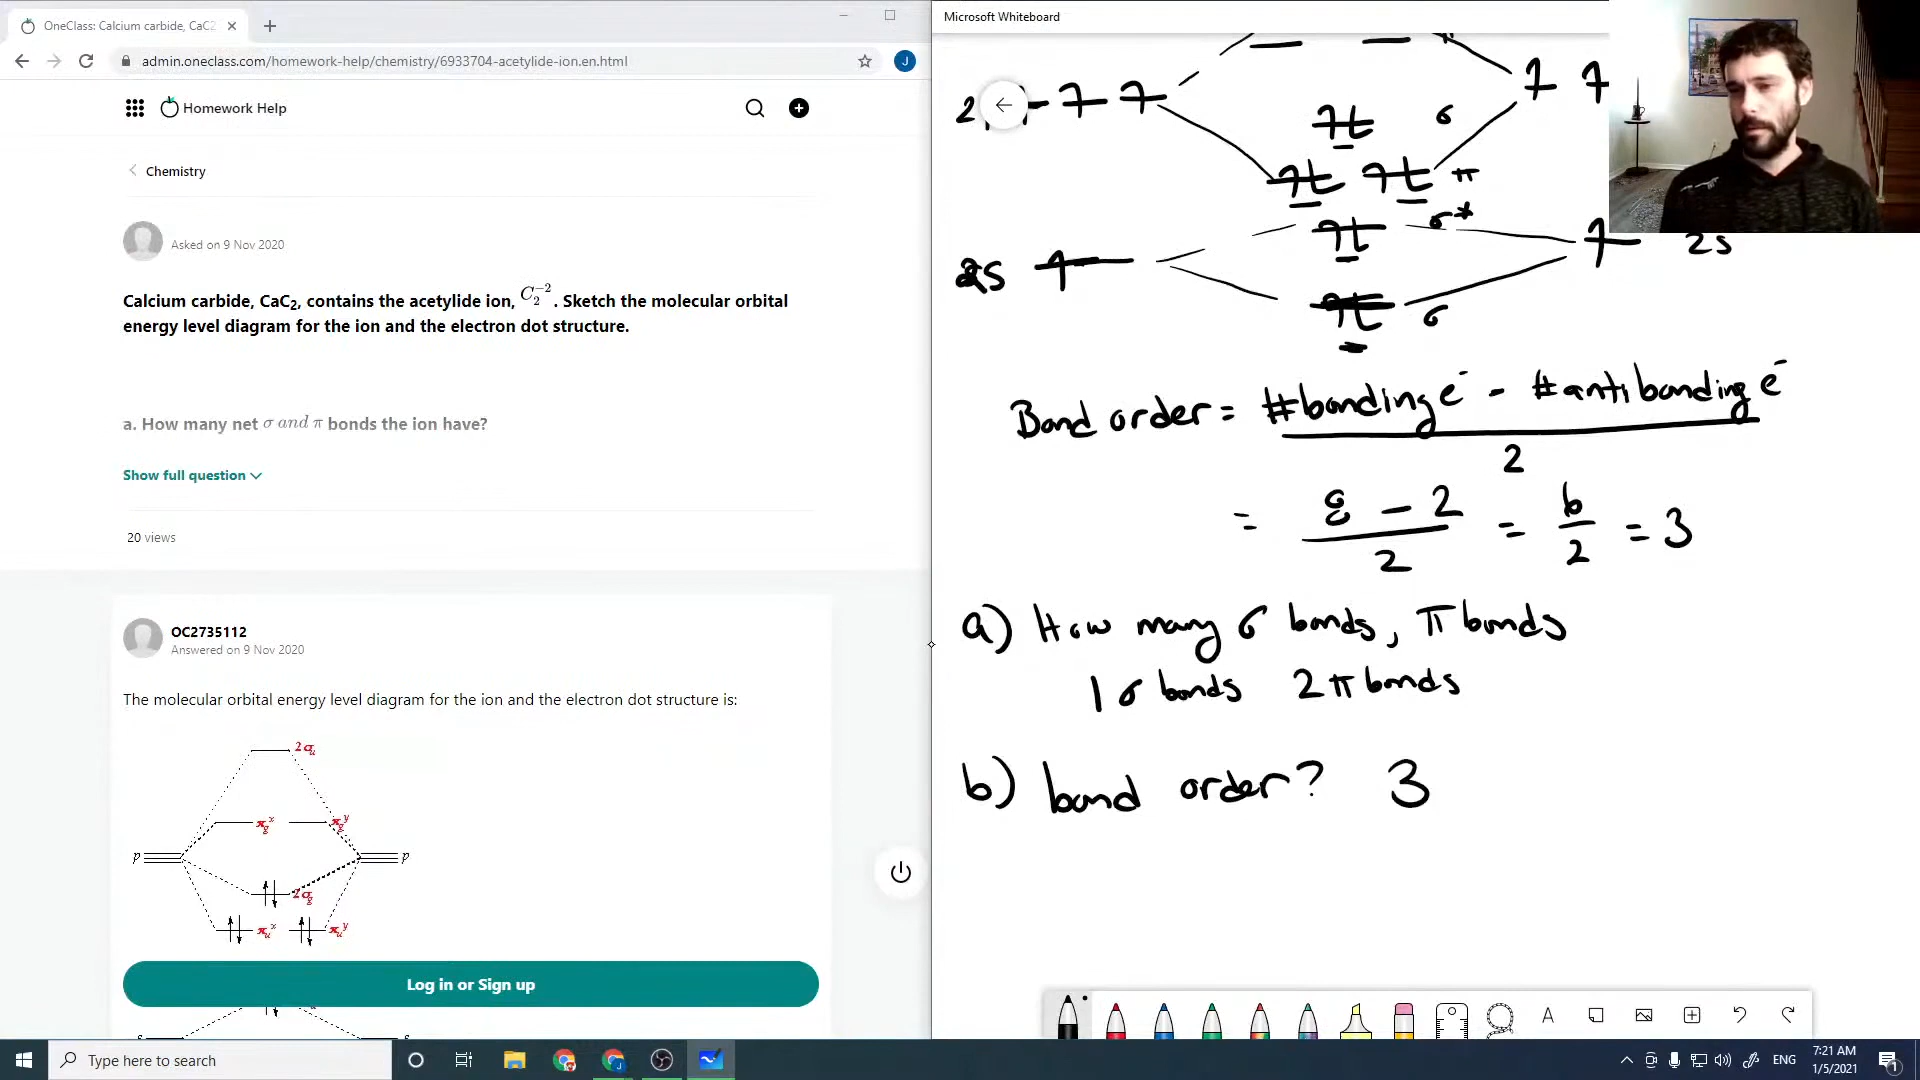 OneClass: Calcium carbide, CaC2
admin.oneclass.com/homework-help/chemistry/6933704-acetylide-ion.en.html
J
Homework Help
Chemistry
Asked on 9 Nov 2020
Calcium carbide, CaC2, contains the acetylide ion, C2^-2. Sketch the molecular orbital
energy level diagram for the ion and the electron dot structure.
a. How many net σ and π bonds the ion have?
Show full question
20 views
OC2735112
Answered on 9 Nov 2020
The molecular orbital energy level diagram for the ion and the electron dot structure is:
2σu
πg^x πg^y
p p
2σg
πu^x πu^y
Log in or Sign up
Microsoft Whiteboard
σ
π
σ*
2s 2s
σ
Bond order = #bonding e⁻ - #antibonding e⁻
2
= 8 - 2 = 6 = 3
2 2
a) How many σ bonds, π bonds
1 σ bonds 2 π bonds
b) bond order? 3
Type here to search
ENG
7:21 AM
1/5/2021